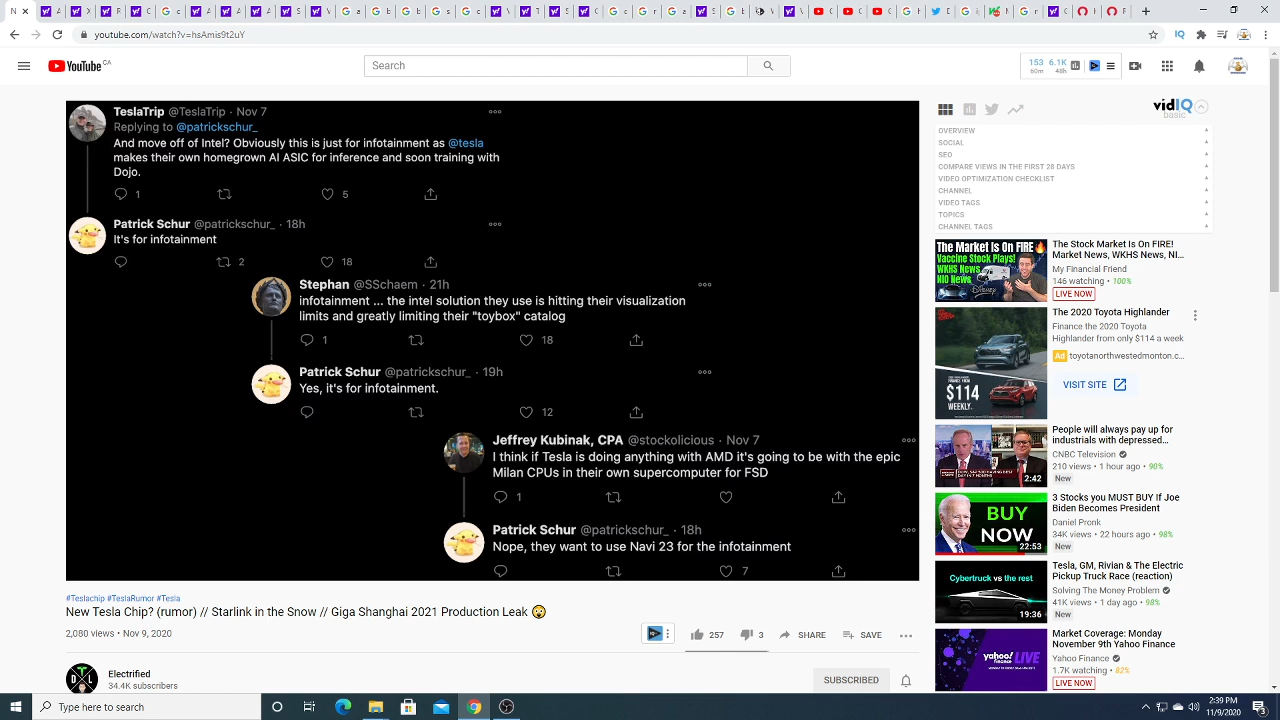 N
youtube.com/watch?v=hsAmis9t2uY
IQ
YouTube CA
Search
153 6.1K
60m 48h
TeslaTrip @TeslaTrip · Nov 7
Replying to @patrickschur_
And move off of Intel? Obviously this is just for infotainment as @tesla
makes their own homegrown AI ASIC for inference and soon training with
Dojo.
1 5
Patrick Schur @patrickschur_ · 18h
It's for infotainment
2 18
Stephan @SSchem · 21h
infotainment ... the intel solution they use is hitting their visualization
limits and greatly limiting their "toybox" catalog
1 18
Patrick Schur @patrickschur_ · 19h
Yes, it's for infotainment.
12
Jeffrey Kubinak, CPA @stockolicious · Nov 7
I think if Tesla is doing anything with AMD it's going to be with the epic
Milan CPUs in their own supercomputer for FSD
1
Patrick Schur @patrickschur_ · 18h
Nope, they want to use Navi 23 for the infotainment
7
#Teslachip #TeslaRumor #Tesla
New Tesla Chip? (rumor) // Starlink in the Snow // Giga Shanghai 2021 Production Leak
2,080 views • Nov 9, 2020
257 3 SHARE SAVE
Electrified
34.4K subscribers
SUBSCRIBED
vidIQ
basic
OVERVIEW
SOCIAL
SEO
COMPARE VIEWS IN THE FIRST 28 DAYS
VIDEO OPTIMIZATION CHECKLIST
CHANNEL
VIDEO TAGS
TOPICS
CHANNEL TAGS
The Market Is On FIRE
Vaccine Stock Plays!
WKHS News
NIO News
DISNEY
The Stock Market Is On FIRE!
Market News, WKHS News, NI...
My Financial Friend
146 watching • 100%
LIVE NOW
$114
WEEKLY.
The 2020 Toyota Highlander
Finance the 2020 Toyota
Highlander from only $114 a week
Ad toyotanorthwestedmonton.c...
VISIT SITE
2:42
People will always pay up for
industrials with depressed...
CNBC Television
210 views • 1 hour ago • 90%
New
BUY
NOW
22:53
3 Stocks you MUST BUY If Joe
Biden Becomes President
Daniel Pronk
34K views • 22 hours ago • 98%
New
Cybertruck vs the rest
19:36
Tesla, GM, Rivian & The Electric
Pickup Truck Race (reaction)
Solving The Money Problem
41K views • 1 day ago • 98%
New
yahoo!
finance LIVE
Market Coverage: Monday
November 9th Yahoo Finance
Yahoo Finance
1.7K watching • 82%
LIVE NOW
Type here to search
2:39 PM
11/9/2020